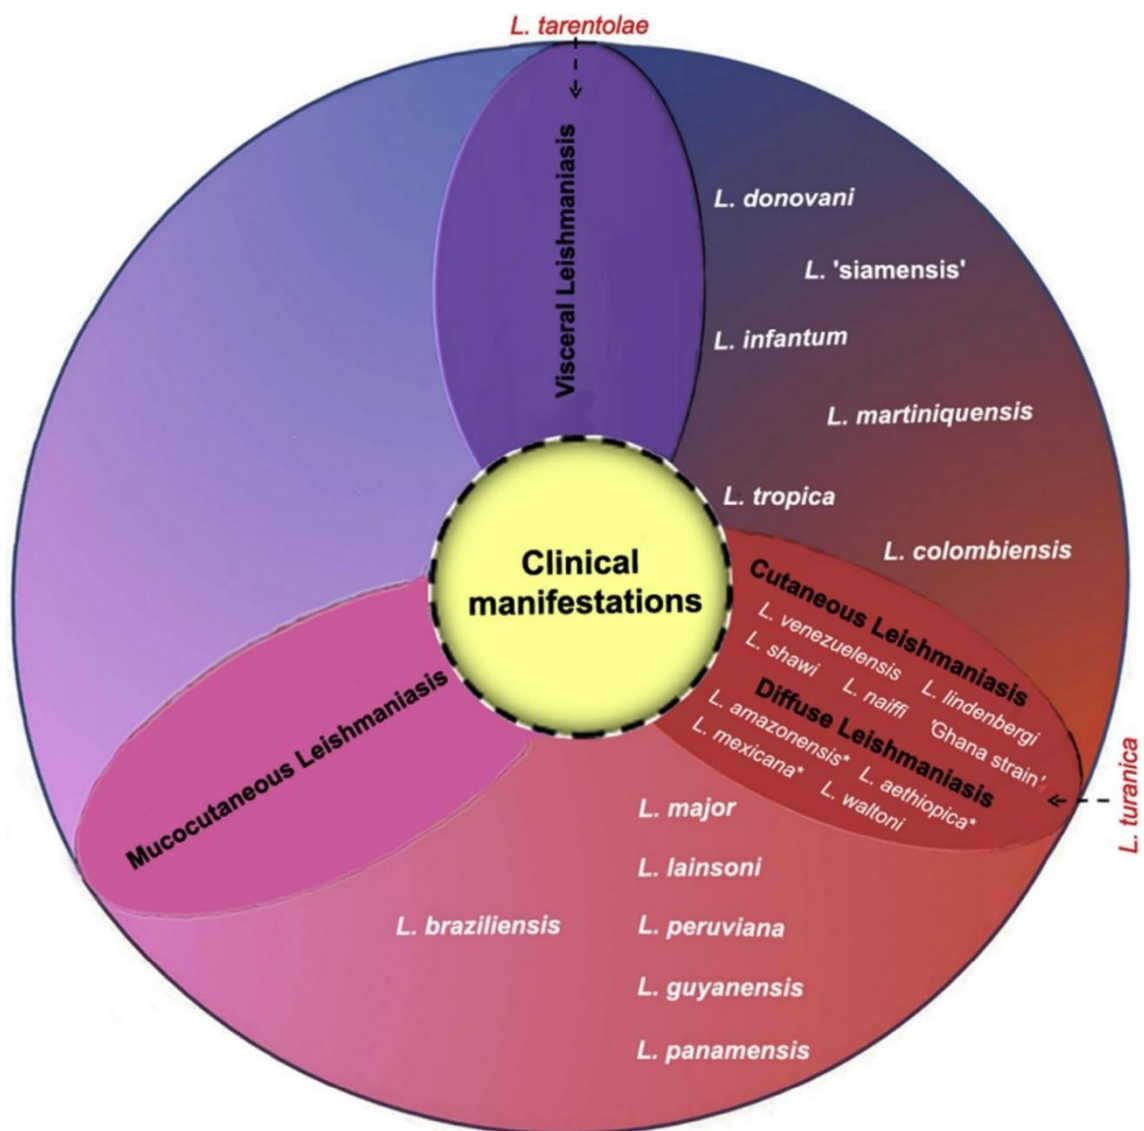 L. tarentolae
Visceral Leishmaniasis
L. donovani
L. 'siamensis'
L. infantum
L. martiniquensis
L. tropica
L. colombiensis
Clinical
manifestations
Cutaneous Leishmaniasis
L. venezuelensis
L. lindenbergi
L. shawi
L. naiffi
'Ghana strain'
Diffuse Leishmaniasis
L. amazonensis*
L. aethiopica*
L. mexicana*
L. waltoni
L. turanica
Mucocutaneous Leishmaniasis
L. major
L. lainsoni
L. braziliensis
L. peruviana
L. guyanensis
L. panamensis